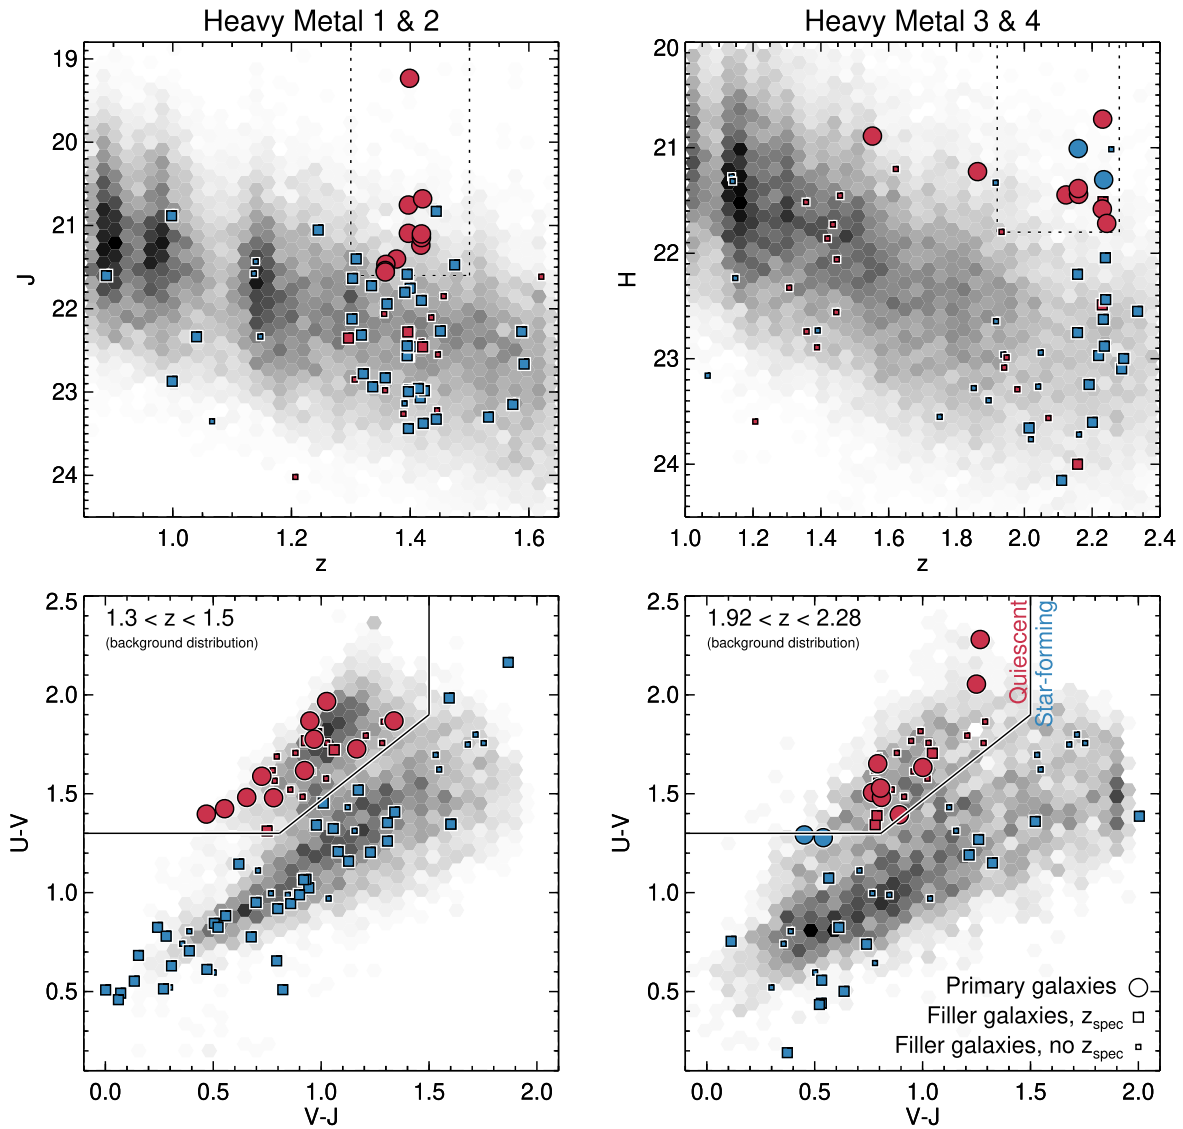 Heavy Metal 1 & 2
19
20
21
22
23
24
J
1.0
1.2
1.4
1.6
z
Heavy Metal 3 & 4
20
21
22
23
24
H
1.0
1.2
1.4
1.6
1.8
2.0
2.2
2.4
z
1.3 < z < 1.5
(background distribution)
2.5
2.0
1.5
1.0
0.5
U-V
0.0
0.5
1.0
1.5
2.0
V-J
1.92 < z < 2.28
(background distribution)
Quiescent
Star-forming
2.5
2.0
1.5
1.0
0.5
U-V
Primary galaxies
Filler galaxies, zspec
Filler galaxies, no zspec
0.0
0.5
1.0
1.5
2.0
V-J